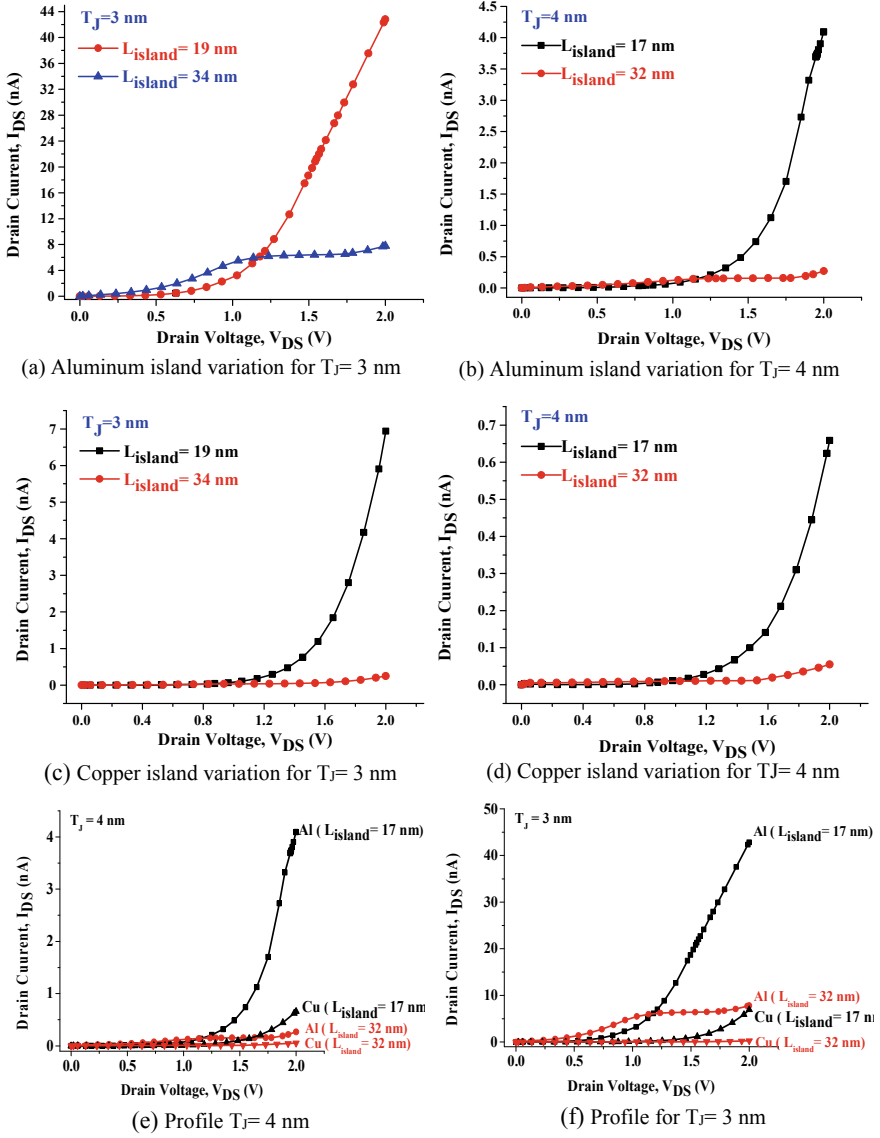 T_J=3 nm
L_island= 19 nm
L_island= 34 nm
Drain Cuurent, I_DS (nA)
44
40
36
32
28
24
20
16
12
8
4
0
0.0 0.5 1.0 1.5 2.0
Drain Voltage, V_DS (V)
(a) Aluminum island variation for TJ= 3 nm
T_J=4 nm
L_island= 17 nm
L_island= 32 nm
Drain Cuurent, I_DS (nA)
4.5
4.0
3.5
3.0
2.5
2.0
1.5
1.0
0.5
0.0
0.0 0.5 1.0 1.5 2.0
Drain Voltage, V_DS (V)
(b) Aluminum island variation for TJ= 4 nm
T_J=3 nm
L_island= 19 nm
L_island= 34 nm
Drain Cuurent, I_DS (nA)
7
6
5
4
3
2
1
0
0.0 0.4 0.8 1.2 1.6 2.0
Drain Voltage, V_DS (V)
(c) Copper island variation for TJ= 3 nm
T_J=4 nm
L_island= 17 nm
L_island= 32 nm
Drain Cuurent, I_DS (nA)
0.7
0.6
0.5
0.4
0.3
0.2
0.1
0.0
0.0 0.4 0.8 1.2 1.6 2.0
Drain Voltage, V_DS (V)
(d) Copper island variation for TJ= 4 nm
T_J = 4 nm
Al ( L_island= 17 nm)
Cu ( L_island= 17 nm
Al ( L_island= 32 nm)
Cu ( L_island= 32 nm)
Drain Cuurent, I_DS (nA)
4
3
2
1
0
0.0 0.5 1.0 1.5 2.0
Drain Voltage, V_DS (V)
(e) Profile TJ= 4 nm
T_J = 3 nm
Al ( L_island= 17 nm)
Al ( L_island= 32 nm)
Cu ( L_island= 17 nm
Cu ( L_island= 32 nm)
Drain Cuurent, I_DS (nA)
50
40
30
20
10
0
0.0 0.5 1.0 1.5 2.0
Drain Voltage, V_DS (V)
(f) Profile for TJ= 3 nm